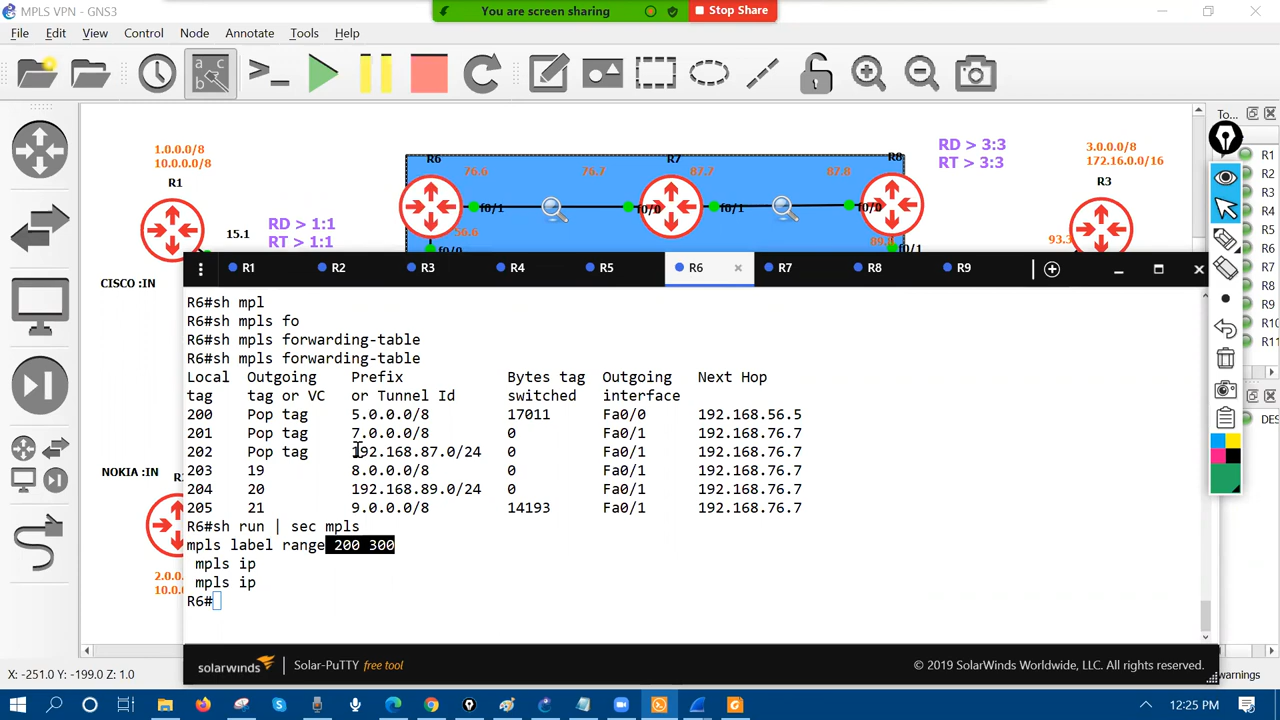 MPLS VPN - GNS3
You are screen sharing
Stop Share
File Edit View Control Node Annotate Tools Help
To...
1.0.0.0/8
10.0.0.0/8
R1
15.1
RD > 1:1
RT > 1:1
R6
76.6
76.7
R7
87.7
87.8
R8
f0/1
f0/0
f0/1
f0/0
56.6
f0/0
89.
f0/1
RD > 3:3
RT > 3:3
3.0.0.0/8
172.16.0.0/16
R3
93.3
CISCO :IN
NOKIA :IN
2.0.0
10.0.
R1
R2
R3
R4
R5
R6
R7
R8
R9
R10
R11
R1 R2 R3 R4 R5 R6 × R7 R8 R9
R6#sh mpl
R6#sh mpls fo
R6#sh mpls forwarding-table
R6#sh mpls forwarding-table
Local Outgoing Prefix Bytes tag Outgoing Next Hop
tag tag or VC or Tunnel Id switched interface
200 Pop tag 5.0.0.0/8 17011 Fa0/0 192.168.56.5
201 Pop tag 7.0.0.0/8 0 Fa0/1 192.168.76.7
202 Pop tag 192.168.87.0/24 0 Fa0/1 192.168.76.7
203 19 8.0.0.0/8 0 Fa0/1 192.168.76.7
204 20 192.168.89.0/24 0 Fa0/1 192.168.76.7
205 21 9.0.0.0/8 14193 Fa0/1 192.168.76.7
R6#sh run | sec mpls
mpls label range 200 300
mpls ip
mpls ip
R6#
solarwinds Solar-PuTTY free tool © 2019 SolarWinds Worldwide, LLC. All rights reserved.
X: -251.0 Y: -199.0 Z: 1.0
warnings
12:25 PM